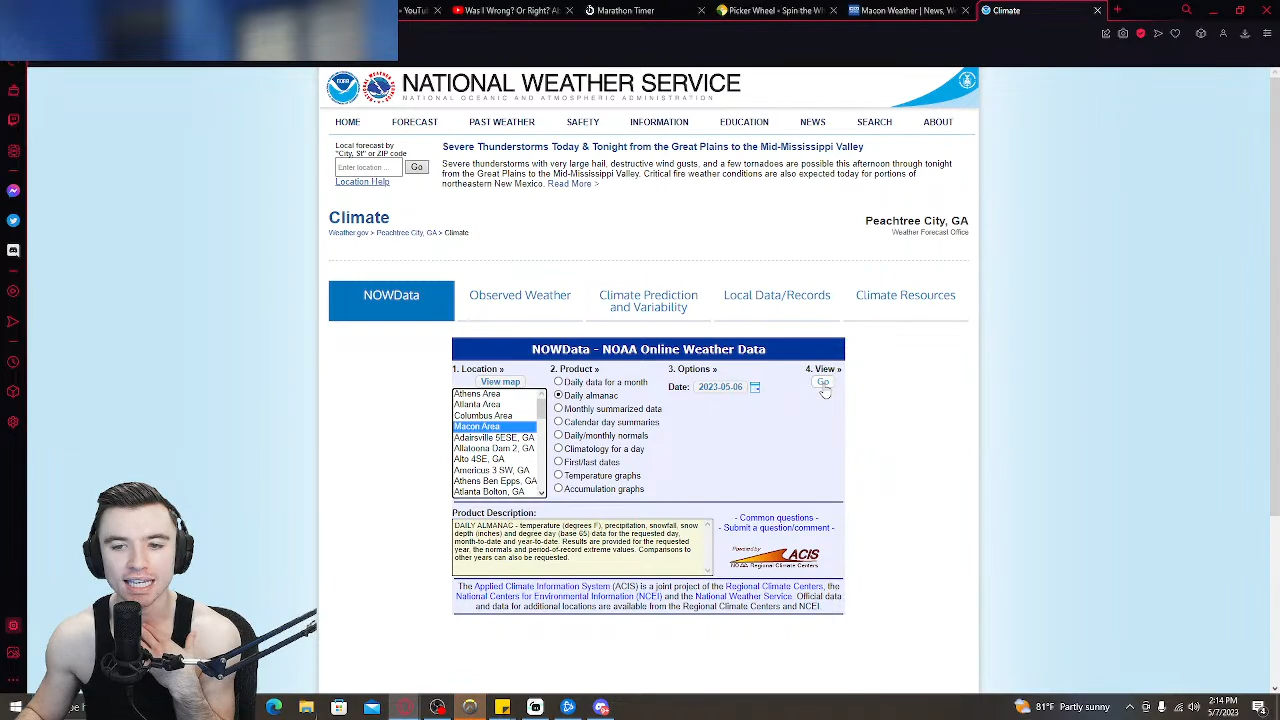 YouTu
Was I Wrong? Or Right? A
Marathon Timer
Picker Wheel - Spin the Wh
Macon Weather | News, W
Climate
NATIONAL WEATHER SERVICE
NATIONAL OCEANIC AND ATMOSPHERIC ADMINISTRATION
HOME FORECAST PAST WEATHER SAFETY INFORMATION EDUCATION NEWS SEARCH ABOUT
Local forecast by
"City, St" or ZIP code
Enter location ...
Go
Location Help
Severe Thunderstorms Today & Tonight from the Great Plains to the Mid-Mississippi Valley
Severe thunderstorms with very large hail, destructive wind gusts, and a few tornadoes are possible this afternoon through tonight
from the Great Plains to the Mid-Mississippi Valley. Critical fire weather conditions are also expected today for portions of
northeastern New Mexico. Read More >
Climate
Weather.gov > Peachtree City, GA > Climate
Peachtree City, GA
Weather Forecast Office
NOWData
Observed Weather
Climate Prediction
and Variability
Local Data/Records
Climate Resources
NOWData - NOAA Online Weather Data
1. Location »
View map
Athens Area
Atlanta Area
Columbus Area
Macon Area
Adairsville 5ESE, GA
Allatoona Dam 2, GA
Alto 4SE, GA
Americus 3 SW, GA
Athens Ben Epps, GA
Atlanta Bolton, GA
2. Product »
Daily data for a month
Daily almanac
Monthly summarized data
Calendar day summaries
Daily/monthly normals
Climatology for a day
First/last dates
Temperature graphs
Accumulation graphs
3. Options »
Date: 2023-05-06
4. View »
Go
Product Description:
DAILY ALMANAC - temperature (degrees F), precipitation, snowfall, snow
depth (inches) and degree day (base 65) data for the requested day,
month-to-date and year-to-date. Results are provided for the requested
year, the normals and period-of-record extreme values. Comparisons to
other years can also be requested.
- Common questions -
- Submit a question/comment -
Powered by
ACIS
NOAA Regional Climate Centers
The Applied Climate Information System (ACIS) is a joint project of the Regional Climate Centers, the
National Centers for Environmental Information (NCEI) and the National Weather Service. Official data
and data for additional locations are available from the Regional Climate Centers and NCEI.
81°F Partly sunny
2:14 PM
5/7/2023